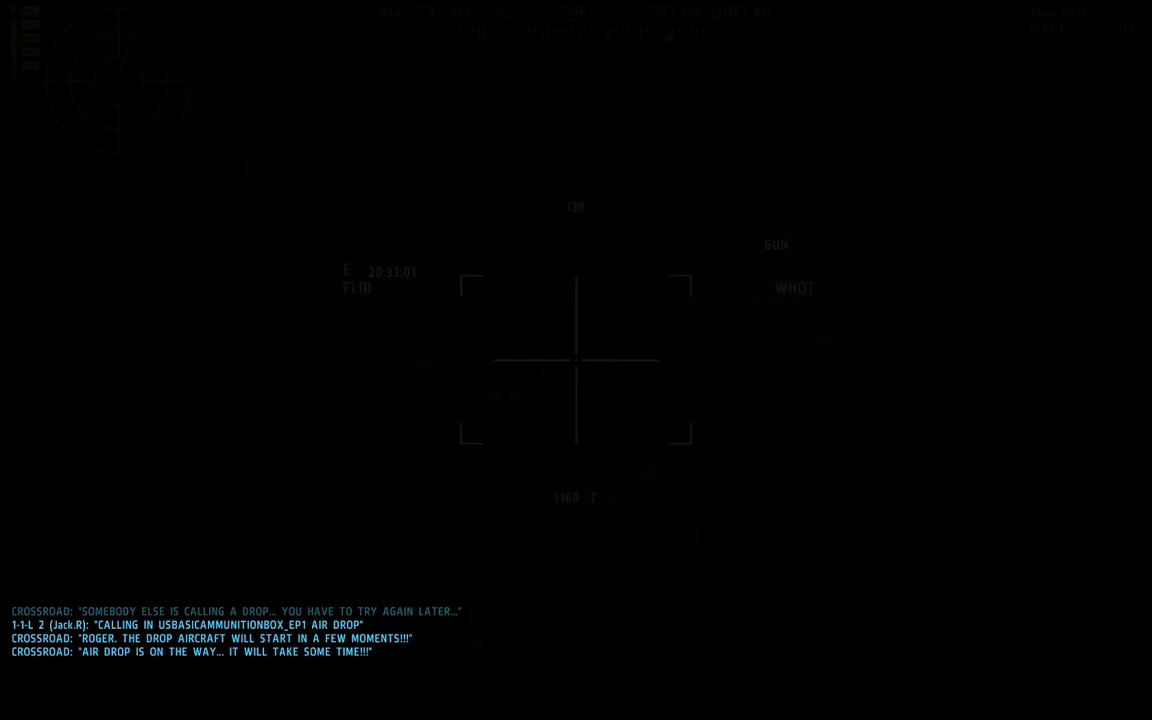 138
GUN
E 20:33:01
FLIR WHOT
1160 T
CROSSROAD: "SOMEBODY ELSE IS CALLING A DROP... YOU HAVE TO TRY AGAIN LATER..."
1-1-L 2 (Jack.R): "CALLING IN USBASICAMMUNITIONBOX_EP1 AIR DROP"
CROSSROAD: "ROGER. THE DROP AIRCRAFT WILL START IN A FEW MOMENTS!!!"
CROSSROAD: "AIR DROP IS ON THE WAY... IT WILL TAKE SOME TIME!!!"